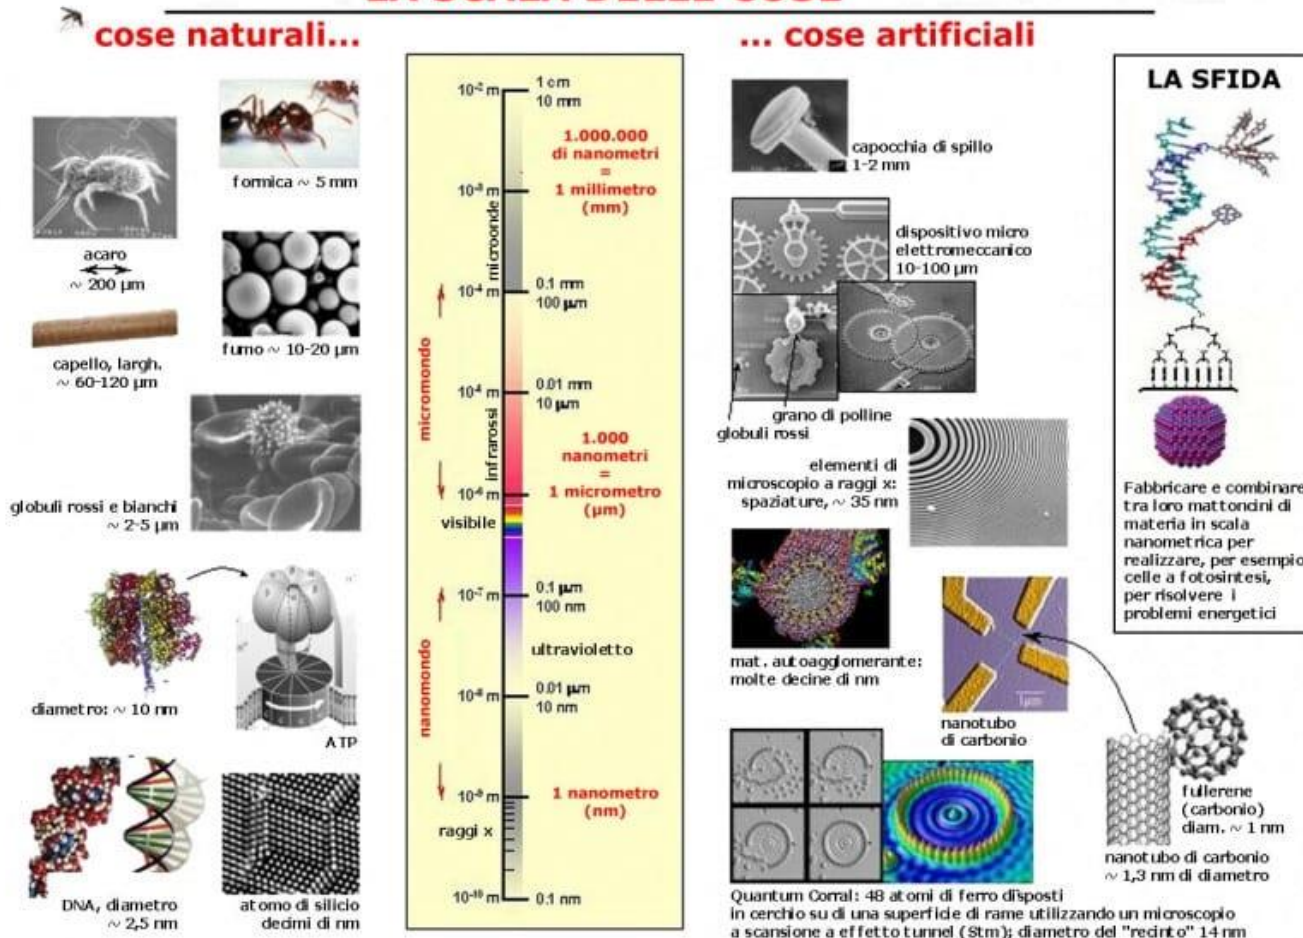 LA SCALA DELLE COSE
cose naturali...
... cose artificiali
acaro
~ 200 µm
formica ~ 5 mm
capello, largh.
~ 60-120 µm
fumo ~ 10-20 µm
globuli rossi e bianchi
~ 2-5 µm
diametro: ~ 10 nm
ATP
DNA, diametro
~ 2,5 nm
atomo di silicio
decimi di nm
10-2 m
1 cm
10 mm
1.000.000
di nanometri
=
1 millimetro
(mm)
10-3 m
microonde
10-4 m
0.1 mm
100 µm
micromondo
10-4 m
0.01 mm
10 µm
infrarossi
1.000
nanometri
=
1 micrometro
(µm)
10-6 m
visibile
10-7 m
0.1 µm
100 nm
ultravioletto
nanomondo
10-8 m
0.01 µm
10 nm
10-9 m
1 nanometro
(nm)
raggi x
10-10 m
0.1 nm
capocchia di spillo
1-2 mm
dispositivo micro
elettromeccanico
10-100 µm
grano di polline
globuli rossi
elementi di
microscopio a raggi x:
spaziature, ~ 35 nm
mat. autoagglomerante:
molte decine di nm
1µm
nanotubo
di carbonio
fullerene
(carbonio)
diam. ~ 1 nm
nanotubo di carbonio
~ 1,3 nm di diametro
Quantum Corral: 48 atomi di ferro disposti
in cerchio su di una superficie di rame utilizzando un microscopio
a scansione a effetto tunnel (Stm); diametro del "recinto" 14 nm
LA SFIDA
Fabbricare e combinare
tra loro mattoncini di
materia in scala
nanometrica per
realizzare, per esempio
celle a fotosintesi,
per risolvere i
problemi energetici